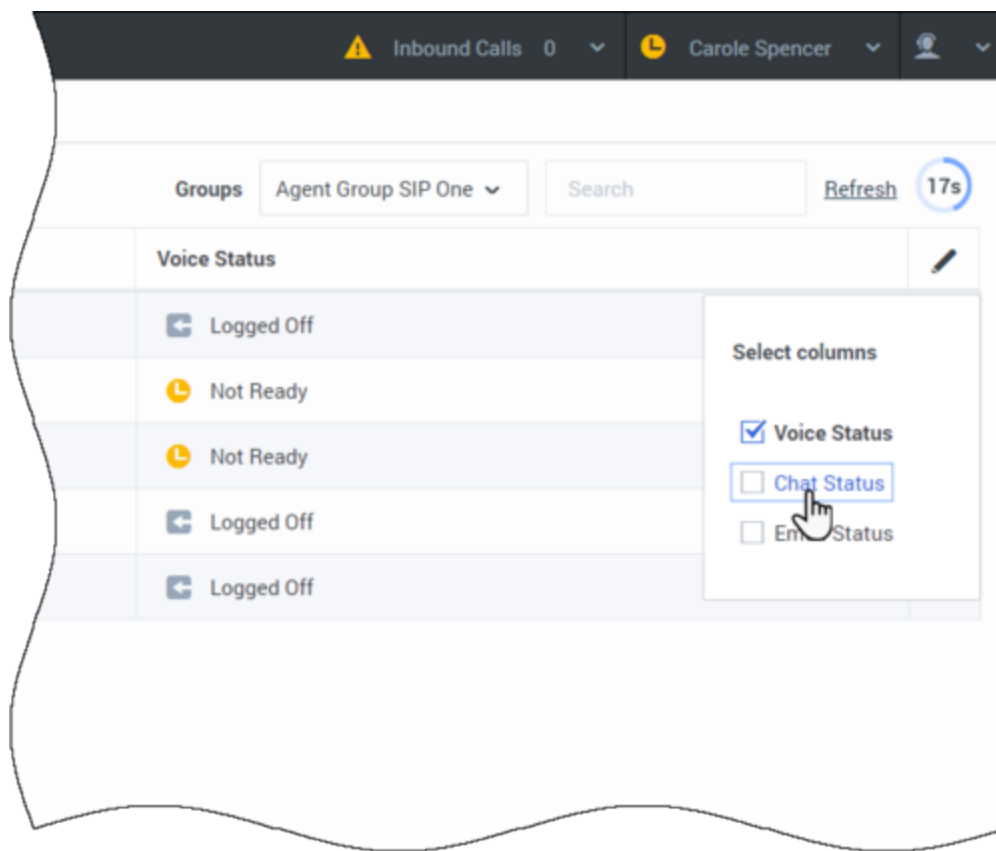 Inbound Calls 0 Carole Spencer
Groups Agent Group SIP One Search Refresh 17s
Voice Status
Logged Off
Select columns
Not Ready
Voice Status
Not Ready
Chat Status
Logged Off
Status
Logged Off